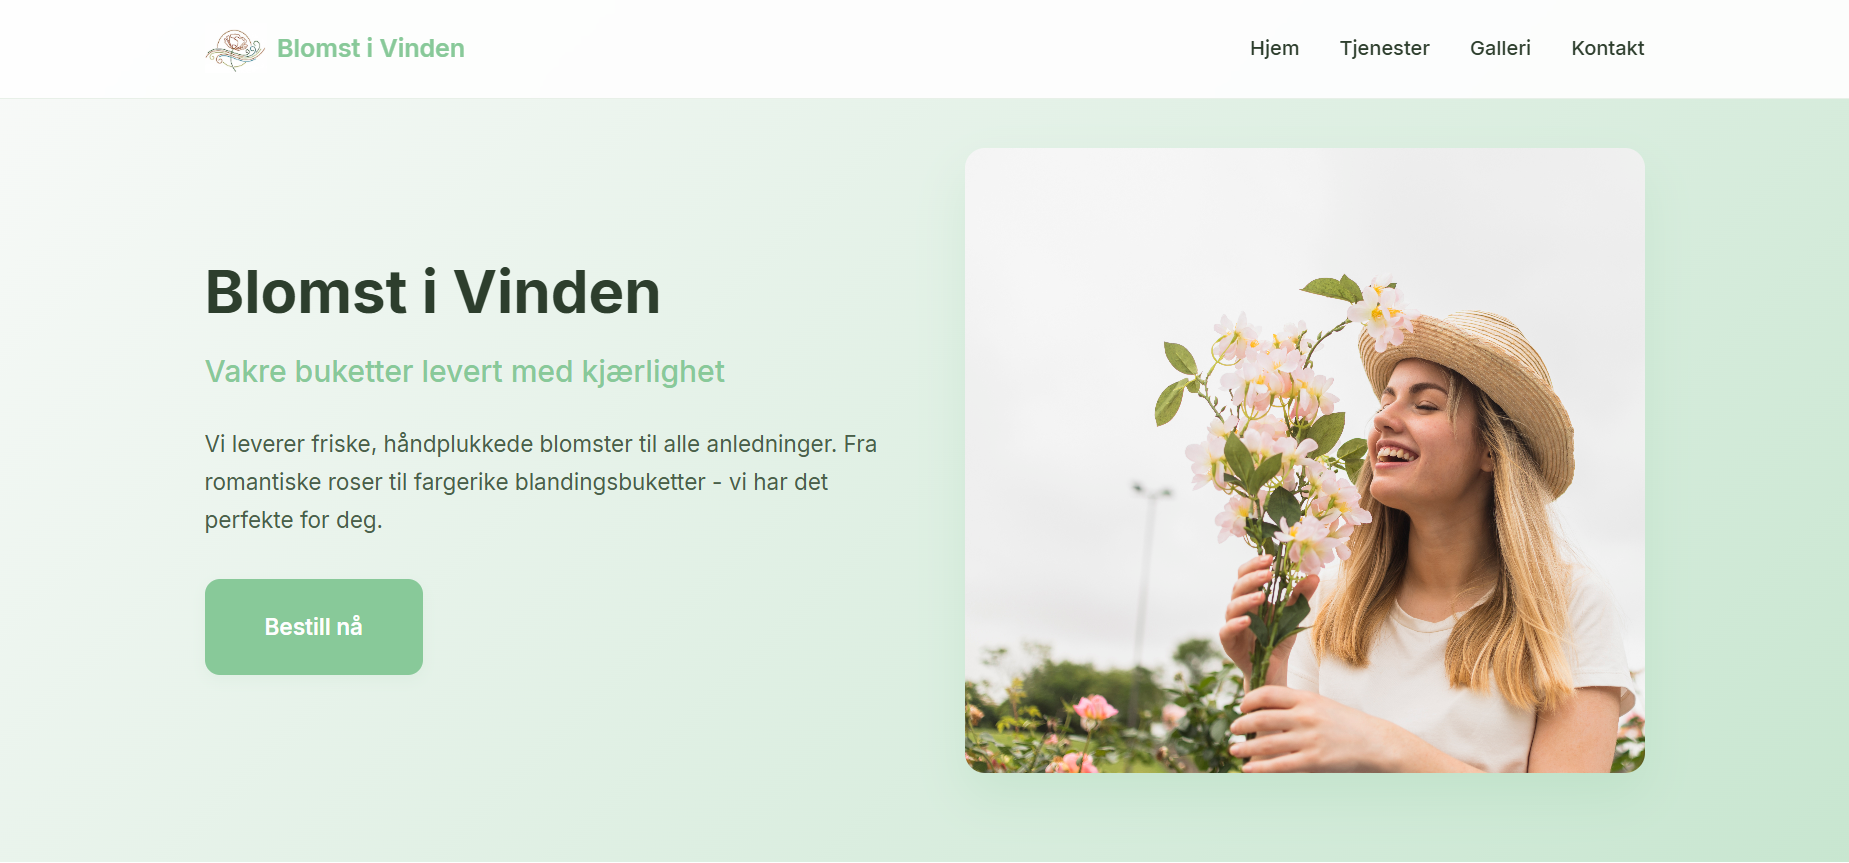 Blomst i Vinden
Hjem
Tjenester
Galleri
Kontakt
Blomst i Vinden
Vakre buketter levert med kjærlighet
Vi leverer friske, håndplukkede blomster til alle anledninger. Fra
romantiske roser til fargerike blandingsbuketter - vi har det
perfekte for deg.
Bestill nå